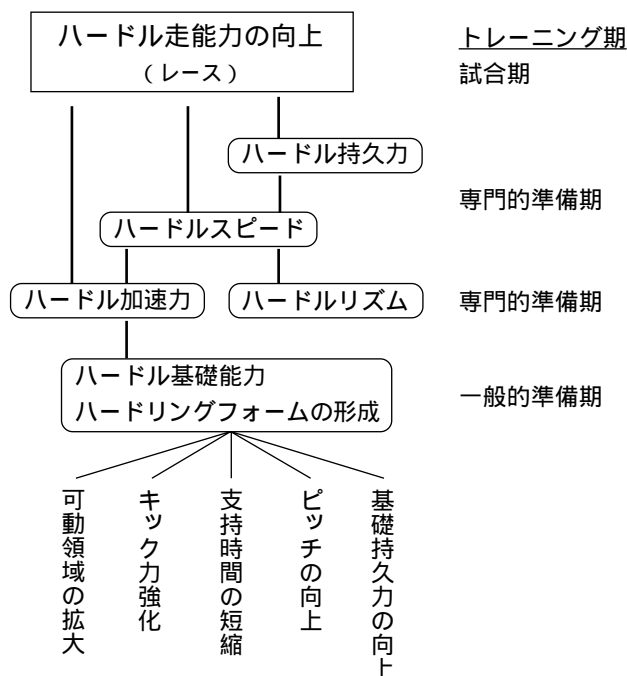 ハードル走能力の向上
（レース）
トレーニング期
試合期
ハードル持久力
専門的準備期
ハードルスピード
ハードル加速力
ハードルリズム
専門的準備期
ハードル基礎能力
ハードリングフォームの形成
一般的準備期
可動領域の拡大
キック力強化
支持時間の短縮
ピッチの向上
基礎持久力の向上